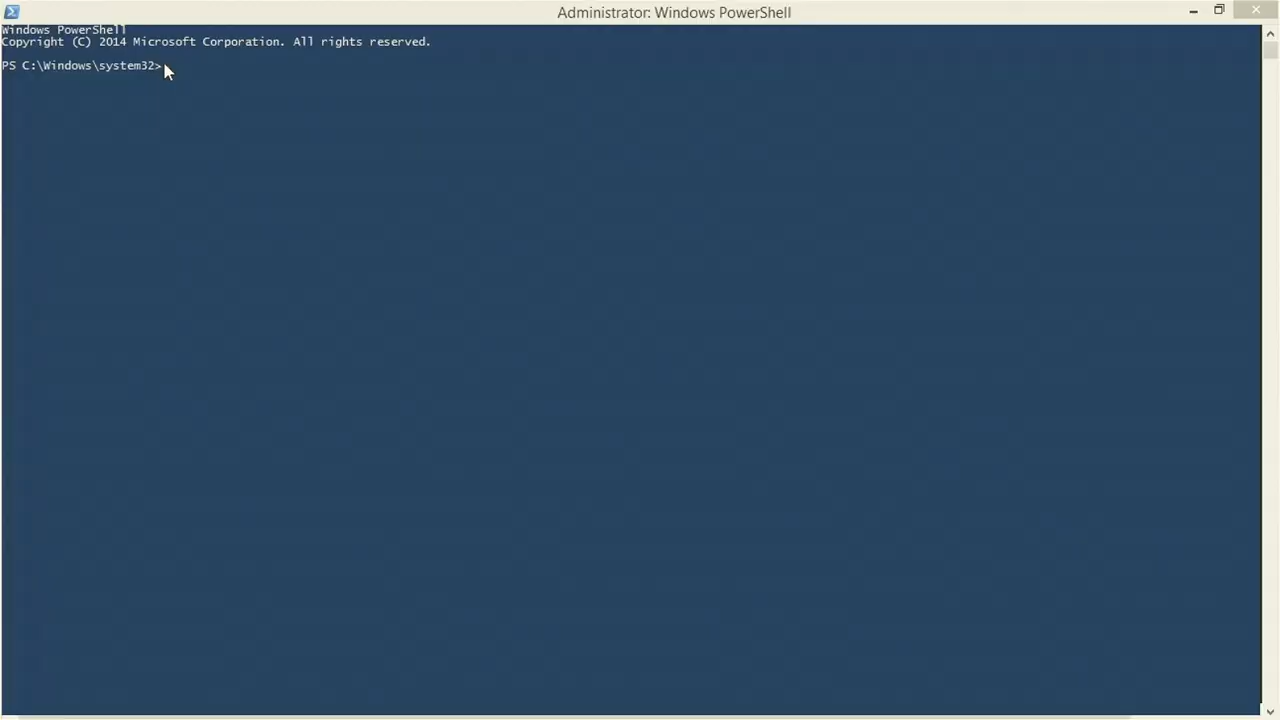 Administrator: Windows PowerShell
Windows PowerShell
Copyright (C) 2014 Microsoft Corporation. All rights reserved.
PS C:\Windows\system32>